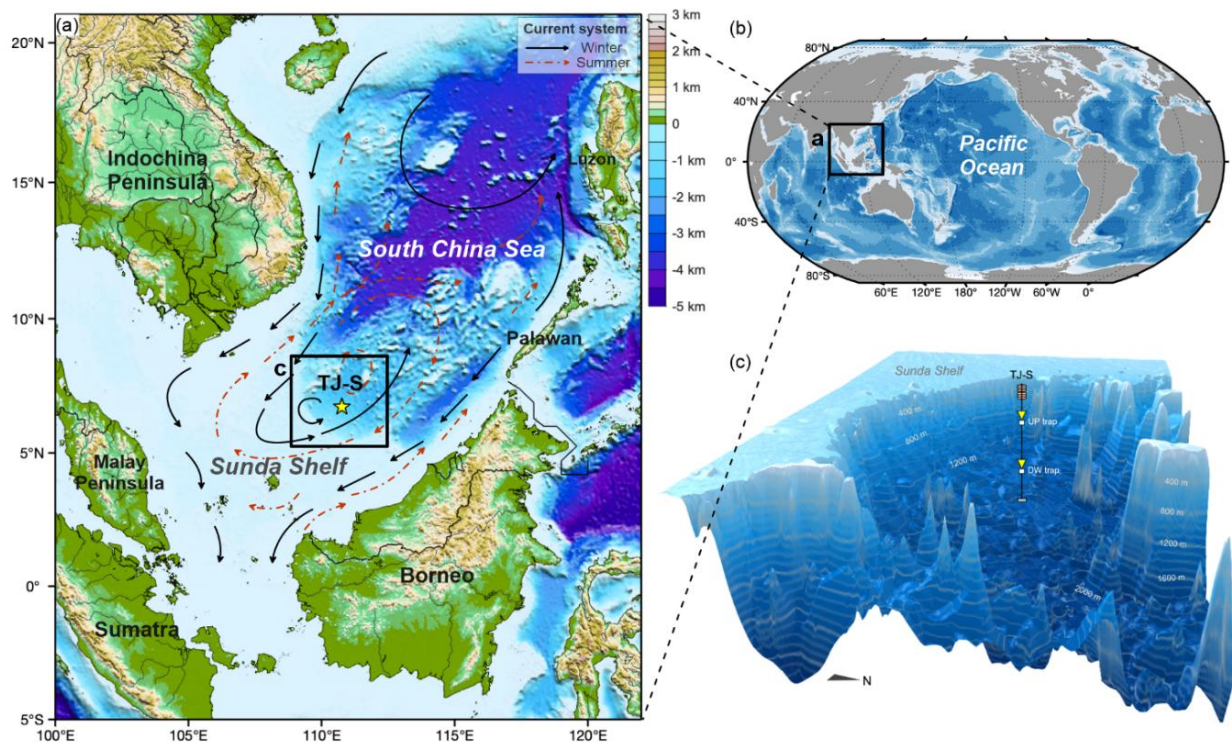 (a)
Current system
Winter
Summer
20°N
15°N
10°N
5°N
0°
5°S
100°E
105°E
110°E
115°E
120°E
Indochina
Peninsula
Luzon
South China Sea
Palawan
c
TJ-S
Sunda Shelf
Malay
Peninsula
Borneo
Sumatra
3 km
2 km
1 km
0
-1 km
-2 km
-3 km
-4 km
-5 km
(b)
80°N
40°N
0°
40°S
80°S
a
Pacific
Ocean
60°E
120°E
180°
120°W
60°W
0°
(c)
Sunda Shelf
TJ-S
UP trap
DW trap
400 m
800 m
1200 m
400 m
800 m
1200 m
1600 m
2000 m
N